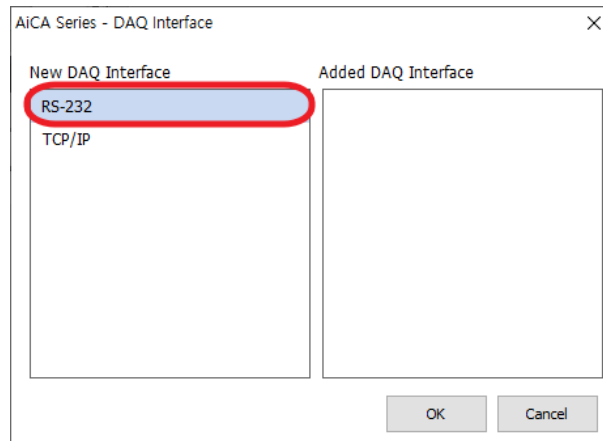 AiCA Series - DAQ Interface
New DAQ Interface
Added DAQ Interface
RS-232
TCP/IP
OK
Cancel